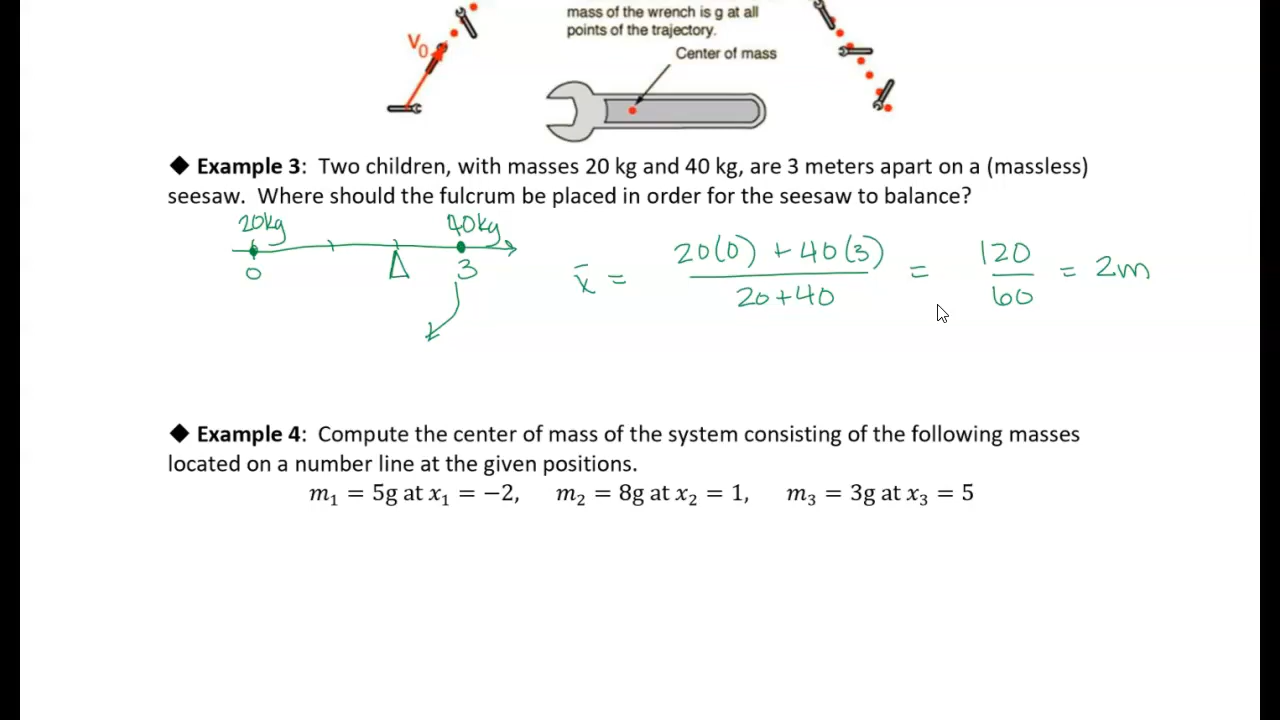 mass of the wrench is g at all
points of the trajectory.
V₀
Center of mass
◆ Example 3: Two children, with masses 20 kg and 40 kg, are 3 meters apart on a (massless)
seesaw. Where should the fulcrum be placed in order for the seesaw to balance?
20kg 40kg
0 3
x̄ = 20(0) + 40(3) / 20+40 = 120 / 60 = 2m
◆ Example 4: Compute the center of mass of the system consisting of the following masses
located on a number line at the given positions.
m₁ = 5g at x₁ = −2, m₂ = 8g at x₂ = 1, m₃ = 3g at x₃ = 5